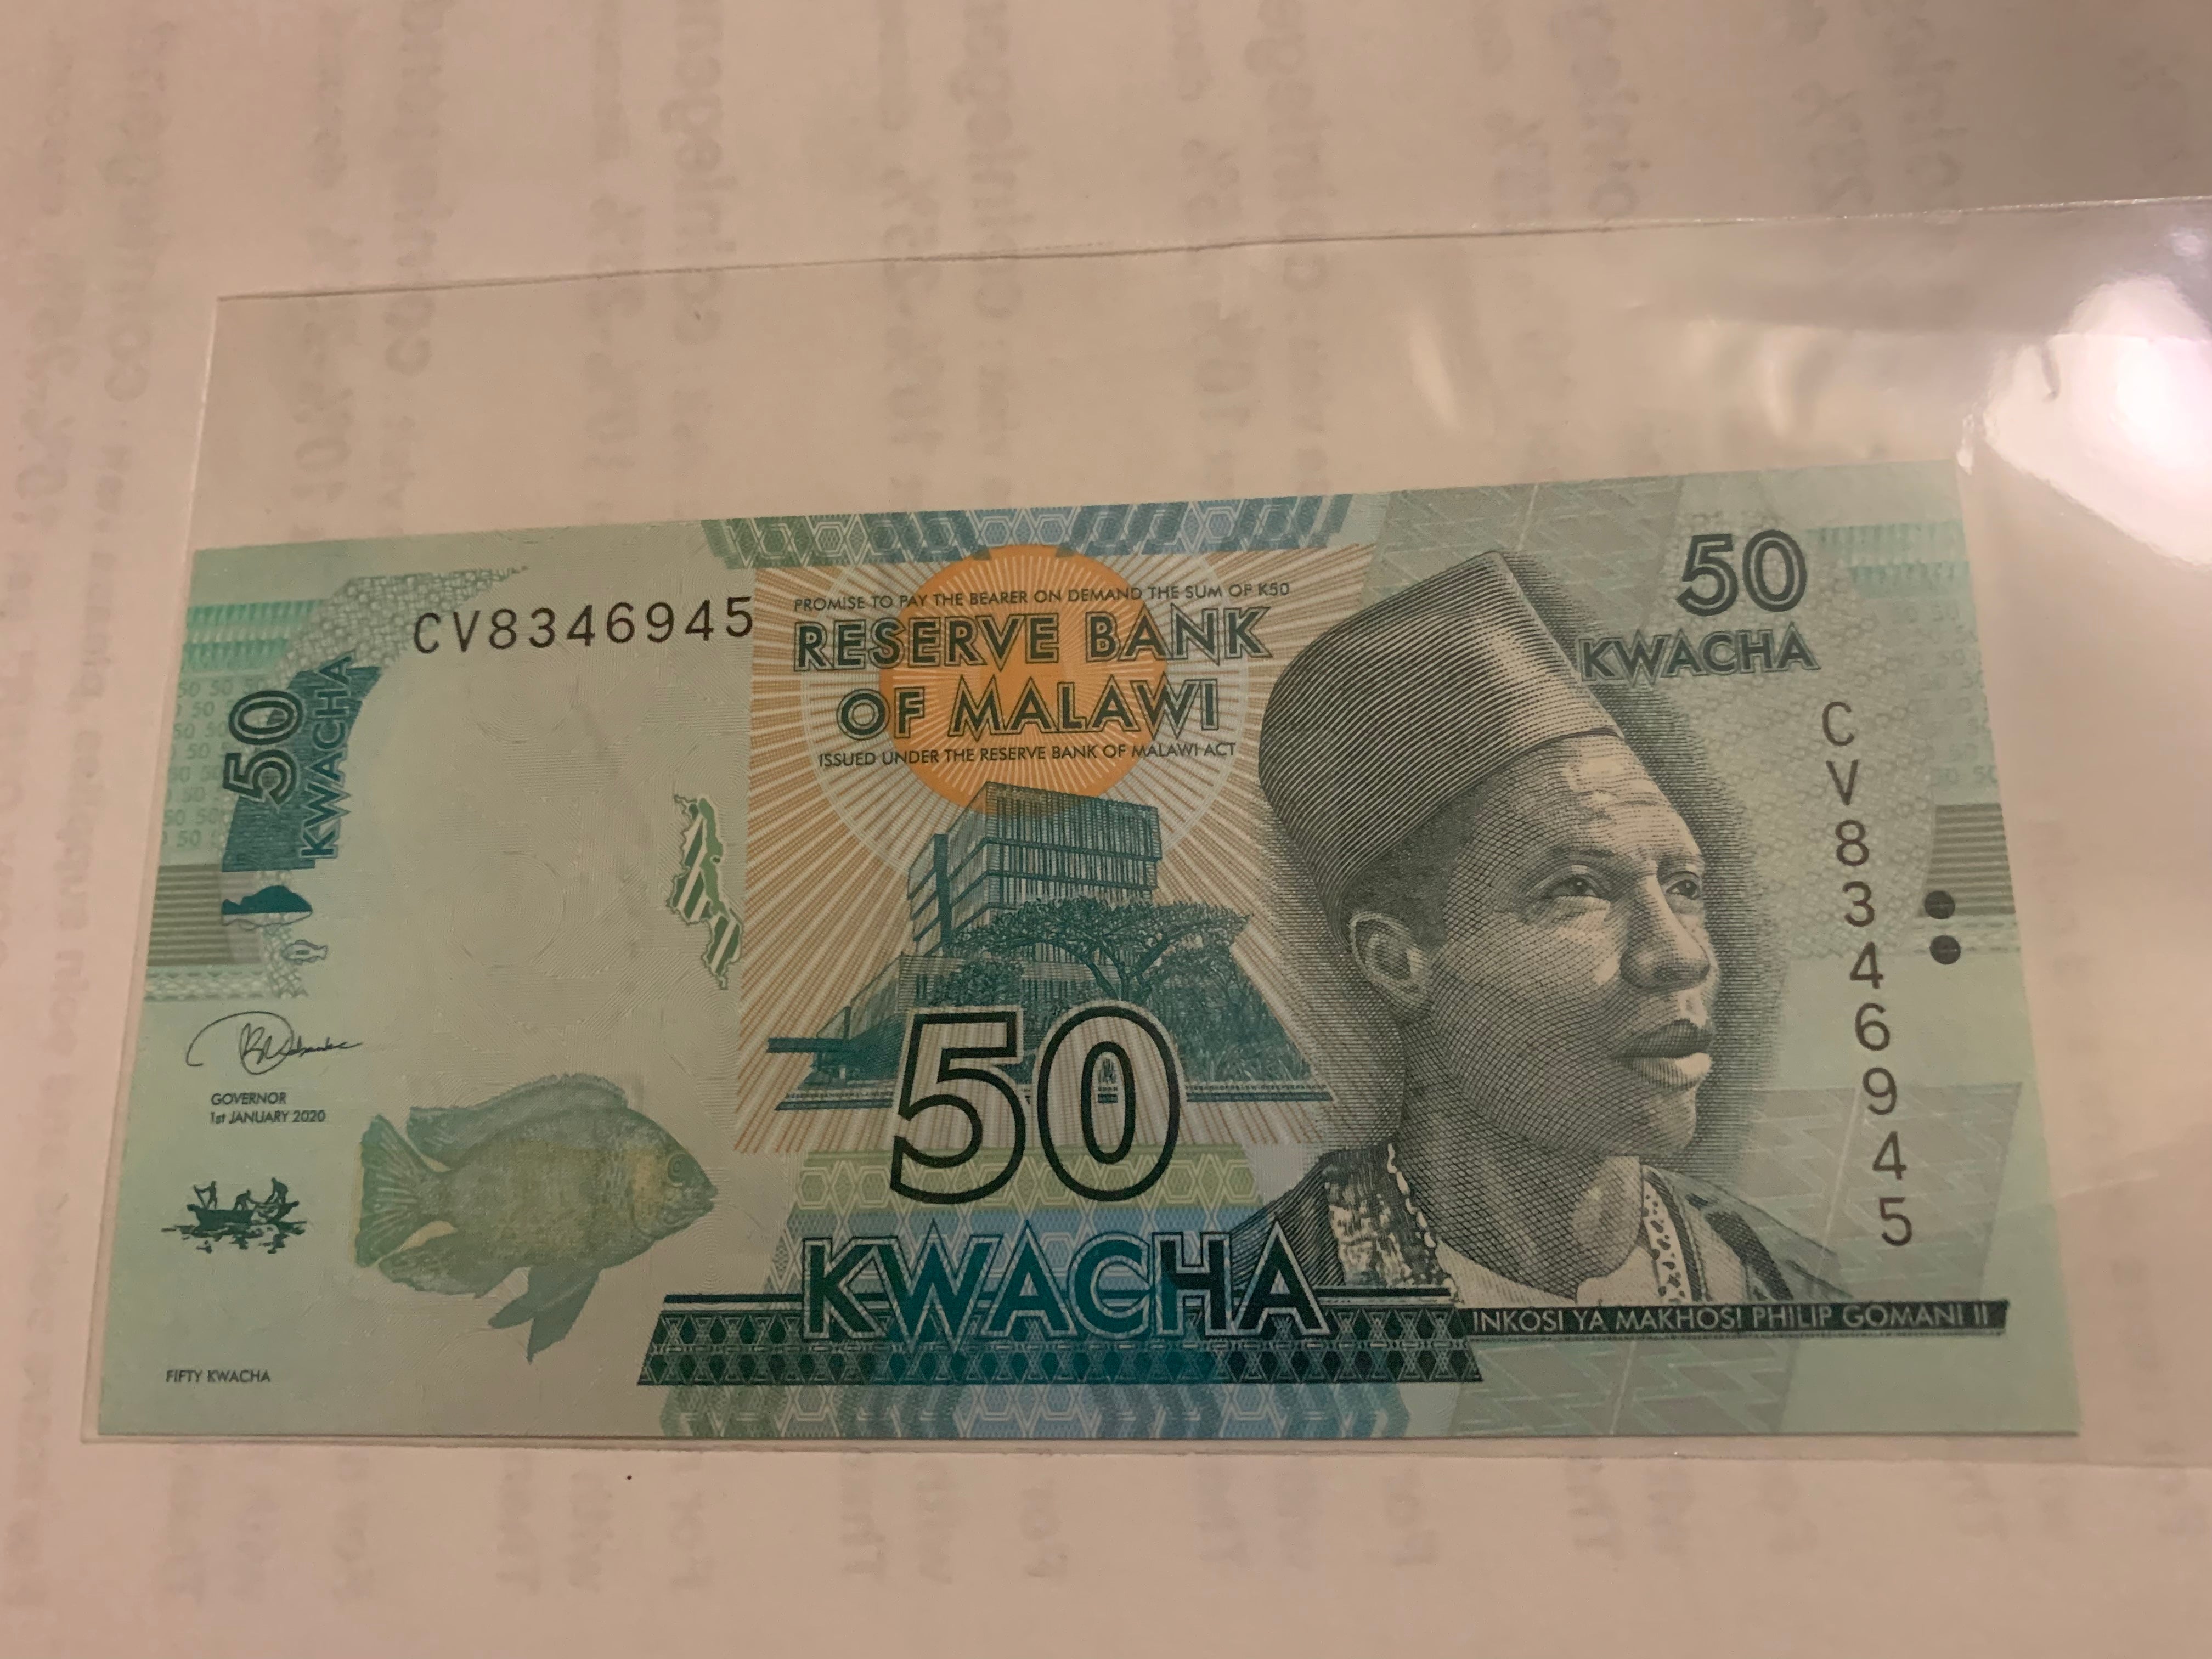 CV8346945
PROMISE TO PAY THE BEARER ON DEMAND THE SUM OF K50
RESERVE BANK
OF MALAWI
ISSUED UNDER THE RESERVE BANK OF MALAWI ACT
50
KWACHA
50
KWACHA
CV8346945
GOVERNOR
1st JANUARY 2020
50
KWACHA
INKOSI YA MAKHOSI PHILIP GOMANI II
FIFTY KWACHA